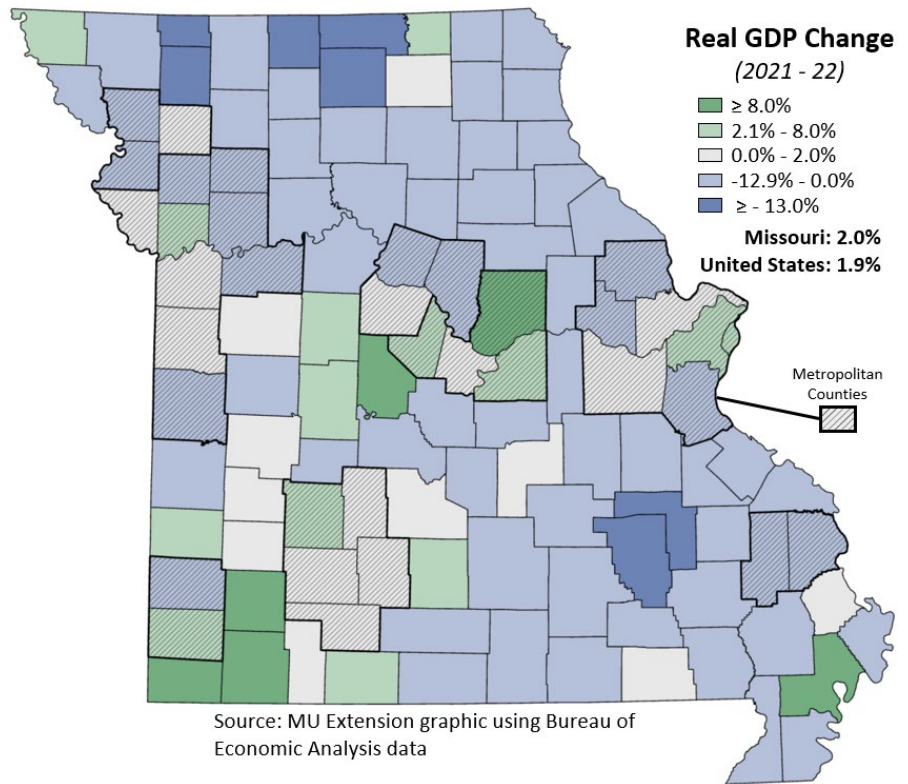 Real GDP Change
(2021 - 22)
≥ 8.0%
2.1% - 8.0%
0.0% - 2.0%
-12.9% - 0.0%
≥ - 13.0%
Missouri: 2.0%
United States: 1.9%
Metropolitan
Counties
Source: MU Extension graphic using Bureau of
Economic Analysis data